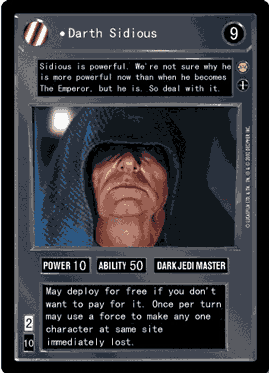 • Darth Sidious
9
Sidious is powerful. We're not sure why he
is more powerful now than when he becomes
The Emperor, but he is. So deal with it.
POWER 10 ABILITY 50 DARK JEDI MASTER
May deploy for free if you don't
want to pay for it. Once per turn
may use a force to make any one
character at same site
immediately lost.
2
10